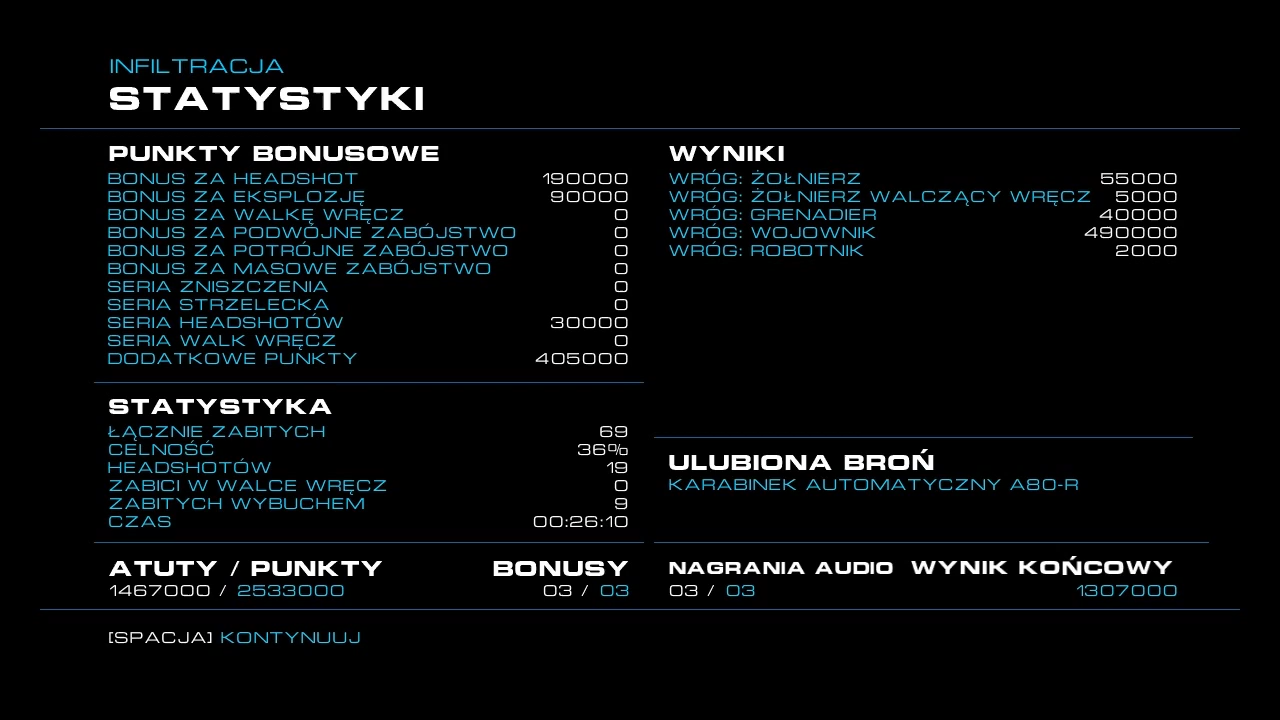 INFILTRACJA
STATYSTYKI
PUNKTY BONUSOWE
BONUS ZA HEADSHOT 190000
BONUS ZA EKSPLOZJĘ 90000
BONUS ZA WALKĘ WRĘCZ 0
BONUS ZA PODWÓJNE ZABÓJSTWO 0
BONUS ZA POTRÓJNE ZABÓJSTWO 0
BONUS ZA MASOWE ZABÓJSTWO 0
SERIA ZNISZCZENIA 0
SERIA STRZELECKA 0
SERIA HEADSHOTÓW 30000
SERIA WALK WRĘCZ 0
DODATKOWE PUNKTY 405000
WYNIKI
WRÓG: ŻOŁNIERZ 55000
WRÓG: ŻOŁNIERZ WALCZĄCY WRĘCZ 5000
WRÓG: GRENADIER 40000
WRÓG: WOJOWNIK 490000
WRÓG: ROBOTNIK 2000
STATYSTYKA
ŁĄCZNIE ZABITYCH 69
CELNOŚĆ 36%
HEADSHOTÓW 19
ZABICI W WALCE WRĘCZ 0
ZABITYCH WYBUCHEM 9
CZAS 00:26:10
ULUBIONA BROŃ
KARABINEK AUTOMATYCZNY A80-R
ATUTY / PUNKTY BONUSY
1467000 / 2533000 03 / 03
NAGRANIA AUDIO WYNIK KOŃCOWY
03 / 03 1307000
[SPACJA] KONTYNUUJ